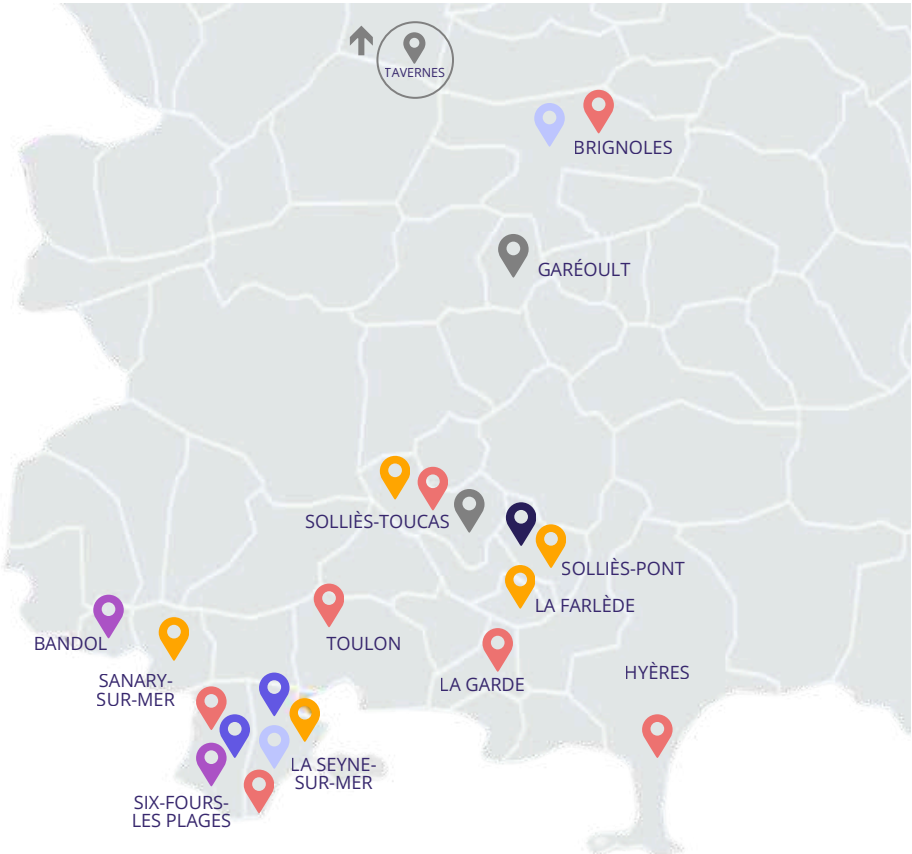 TAVERNES
BRIGNOLES
GARÉOULT
SOLLIÈS-TOUCAS
SOLLIÈS-PONT
LA FARLÈDE
BANDOL
TOULON
SANARY-
SUR-MER
LA GARDE
HYÈRES
LA SEYNE-
SUR-MER
SIX-FOURS-
LES PLAGES